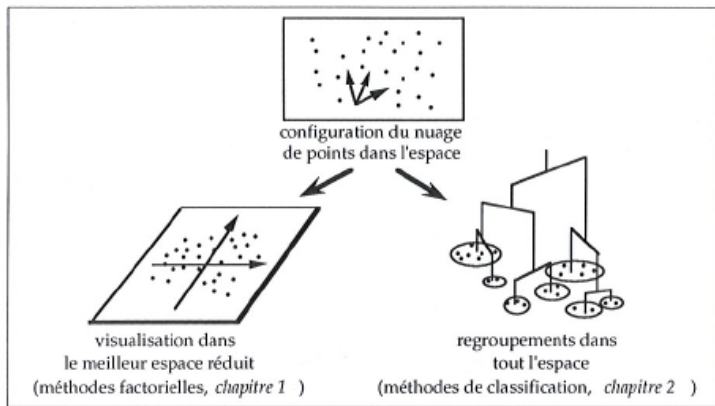 configuration du nuage
de points dans l'espace
visualisation dans
le meilleur espace réduit
(méthodes factorielles, chapitre 1 )
regroupements dans
tout l'espace
(méthodes de classification, chapitre 2 )